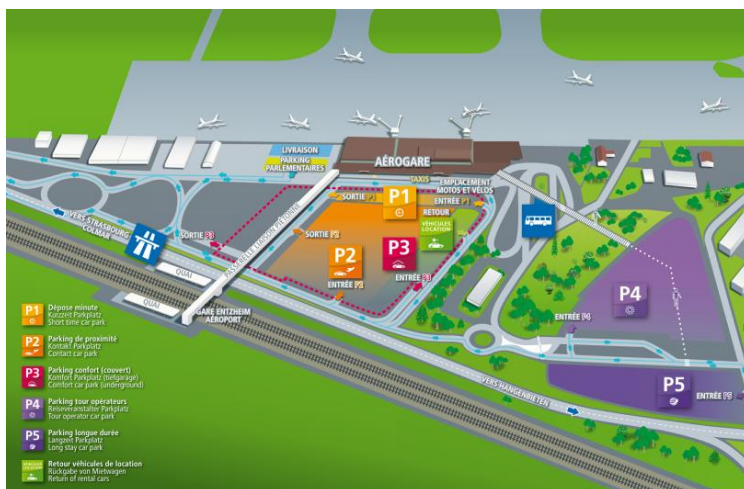 LIVRAISON
PARKING
PARLEMENTAIRES
AÉROGARE
TAXIS
EMPLACEMENT
MOTOS ET VÉLOS
SORTIE P1
P1
ENTRÉE P1
RETOUR
VÉHICULES
LOCATION
VERS STRASBOURG
COLMAR
SORTIE P3
PASSERELLE LIAISON PIÉTONNE
SORTIE P2
P2
P3
ENTRÉE P3
ENTRÉE P2
QUAI
QUAI
GARE ENTZHEIM
AÉROPORT
P4
ENTRÉE P4
VERS HANGENBIETEN
P5
ENTRÉE P5
P1
Dépose minute
Kurzzeit Parkplatz
Short time car park
P2
Parking de proximité
Kontakt Parkplatz
Contact car park
P3
Parking confort (couvert)
Komfort Parkplatz (tiefgarage)
Comfort car park (underground)
P4
Parking tour opérateurs
Reiseveranstalter Parkplatz
Tour operator car park
P5
Parking longue durée
Langzeit Parkplatz
Long stay car park
VÉHICULES
LOCATION
Retour véhicules de location
Rückgabe von Mietwagen
Return of rental cars